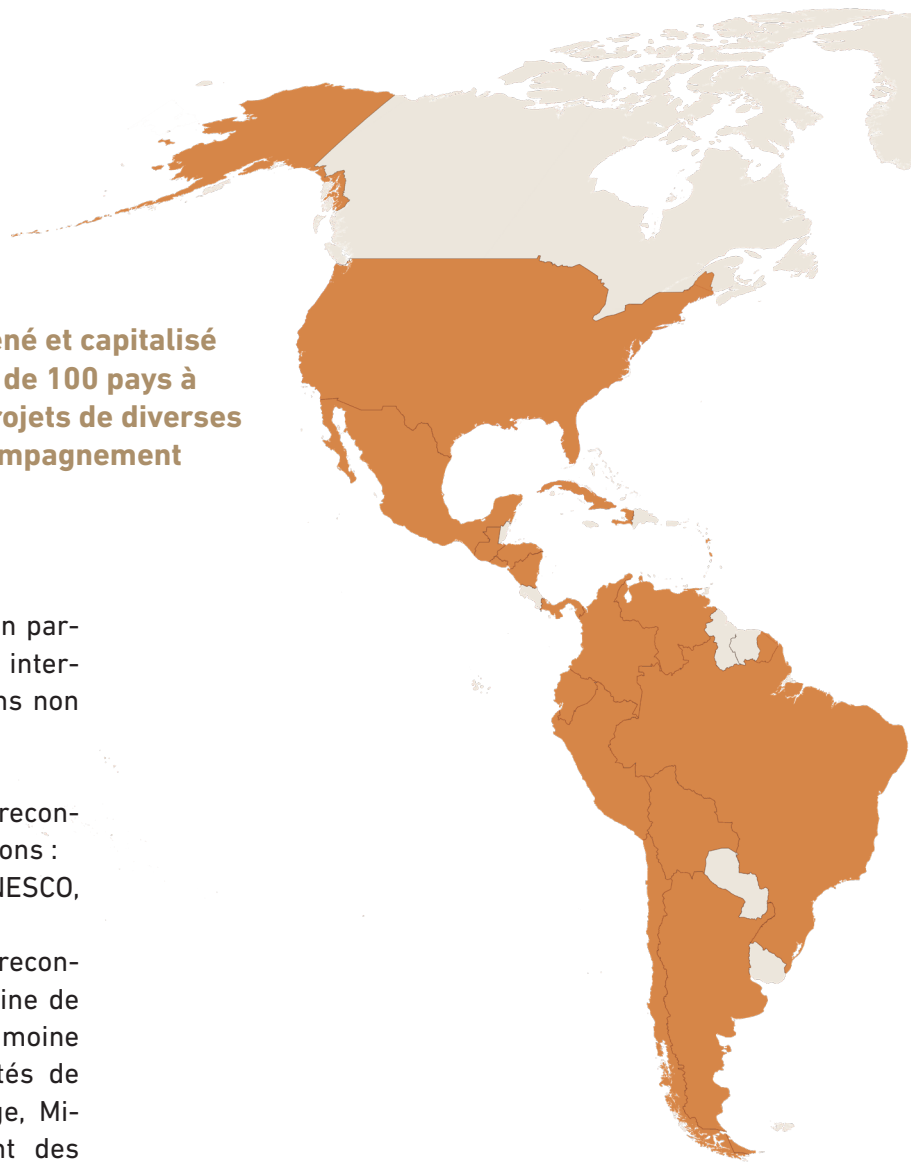 ené et capitalisé
de 100 pays à
rojets de diverses
mpagnement
n par-
inter-
ns non
recon-
ons :
NESCO,
recon-
ine de
moine
tés de
ge, Mi-
nt des